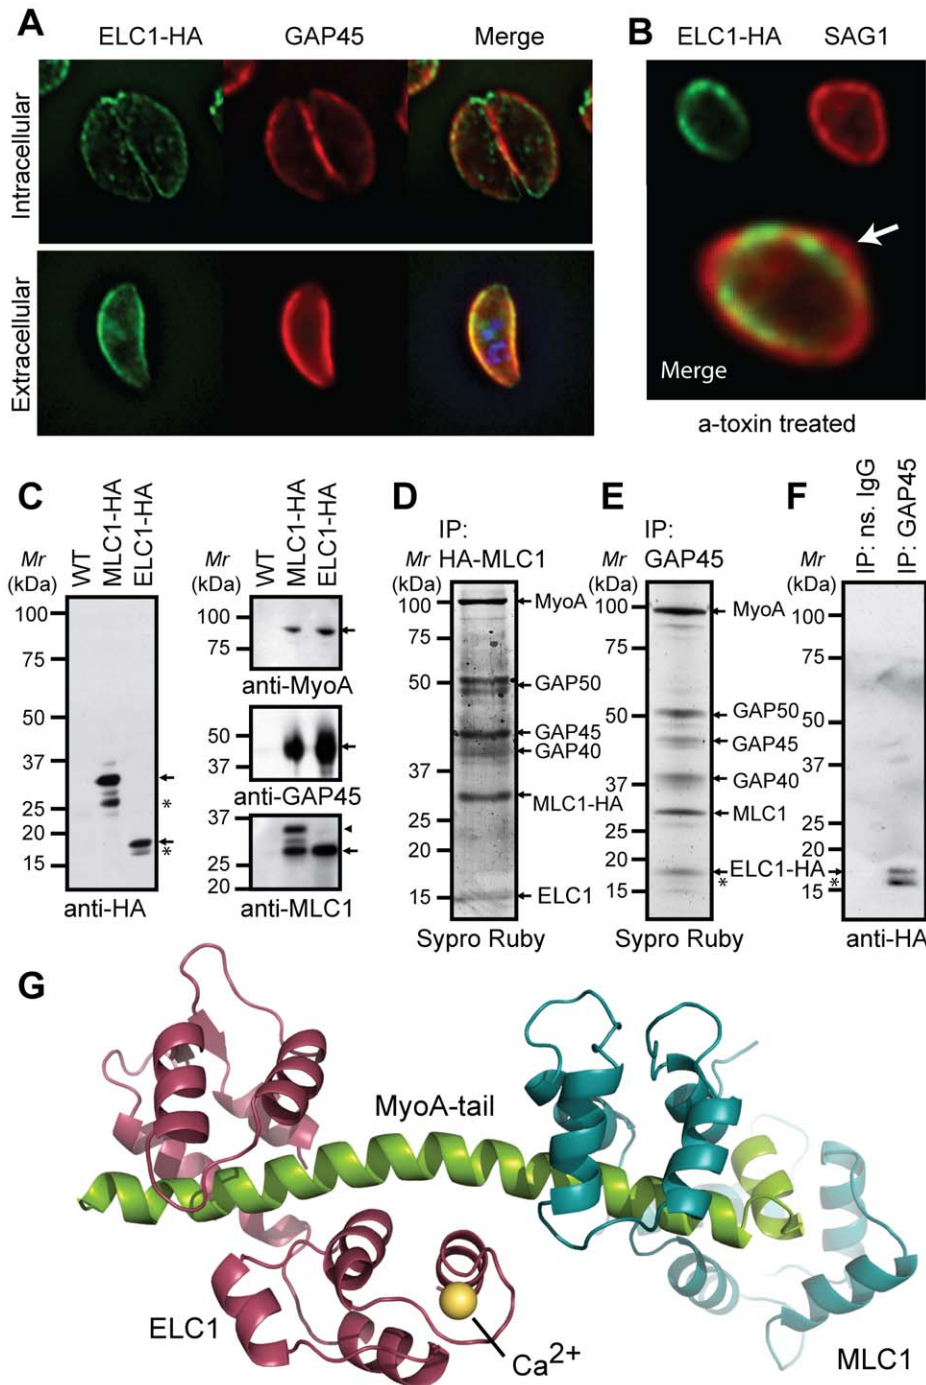 A
ELC1-HA GAP45 Merge
Intracellular
Extracellular
B
ELC1-HA SAG1
Merge
a-toxin treated
C
Mr
(kDa)
WT
MLC1-HA
ELC1-HA
100
75
50
37
25
20
15
*
*
anti-HA
Mr
(kDa)
WT
MLC1-HA
ELC1-HA
100
75
anti-MyoA
50
37
anti-GAP45
37
25
20
anti-MLC1
D
IP:
HA-MLC1
Mr
(kDa)
100
75
50
37
25
20
15
MyoA
GAP50
GAP45
GAP40
MLC1-HA
ELC1
Sypro Ruby
E
IP:
GAP45
Mr
(kDa)
100
75
50
37
25
20
15
MyoA
GAP50
GAP45
GAP40
MLC1
ELC1-HA
*
Sypro Ruby
F
IP: ns. IgG
IP: GAP45
Mr
(kDa)
100
75
50
37
25
20
15
*
anti-HA
G
MyoA-tail
ELC1
Ca2+
MLC1